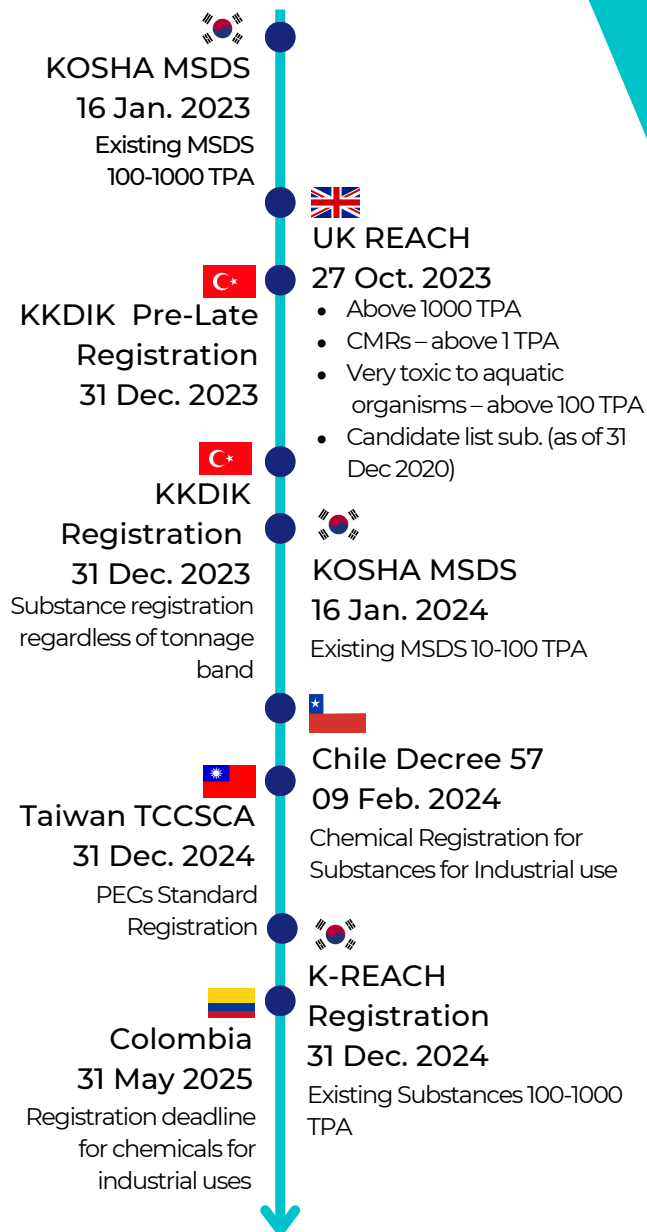 KOSHA MSDS
16 Jan. 2023
Existing MSDS
100-1000 TPA
UK REACH
27 Oct. 2023
• Above 1000 TPA
• CMRs – above 1 TPA
• Very toxic to aquatic
organisms – above 100 TPA
• Candidate list sub. (as of 31
Dec 2020)
KKDIK Pre-Late
Registration
31 Dec. 2023
KKDIK
Registration
31 Dec. 2023
Substance registration
regardless of tonnage
band
KOSHA MSDS
16 Jan. 2024
Existing MSDS 10-100 TPA
Chile Decree 57
09 Feb. 2024
Chemical Registration for
Substances for Industrial use
Taiwan TCCSCA
31 Dec. 2024
PECs Standard
Registration
K-REACH
Registration
31 Dec. 2024
Existing Substances 100-1000
TPA
Colombia
31 May 2025
Registration deadline
for chemicals for
industrial uses